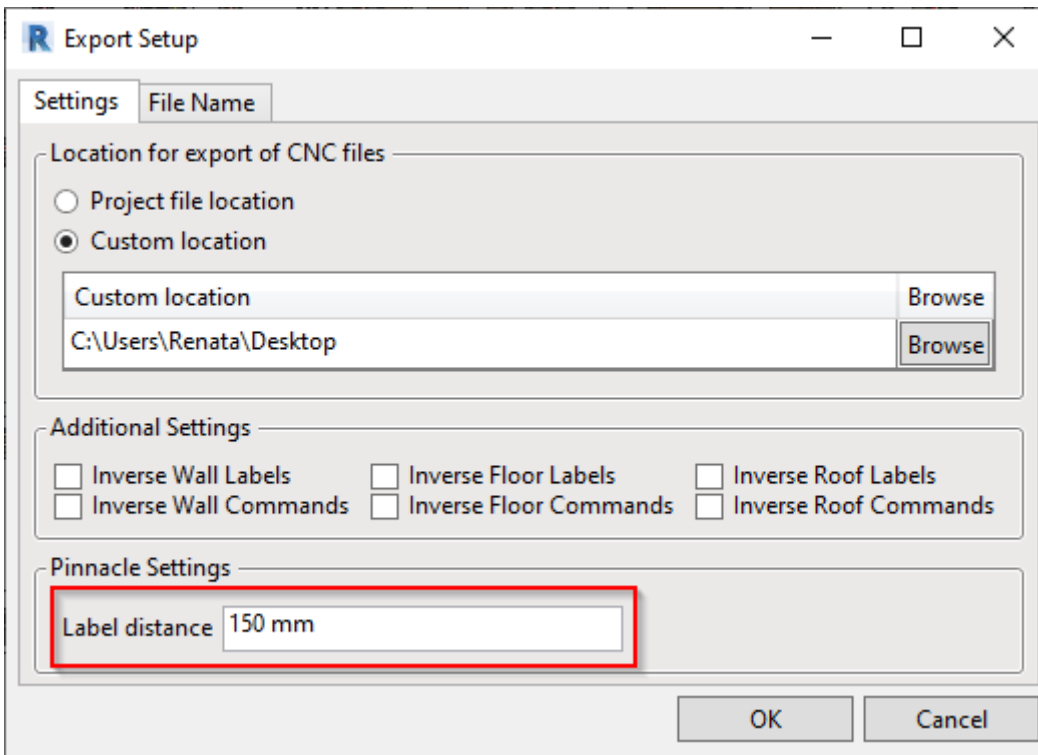 Export Setup
Settings File Name
Location for export of CNC files
Project file location
Custom location
Custom location Browse
C:\Users\Renata\Desktop Browse
Additional Settings
Inverse Wall Labels Inverse Floor Labels Inverse Roof Labels
Inverse Wall Commands Inverse Floor Commands Inverse Roof Commands
Pinnacle Settings
Label distance 150 mm
OK Cancel